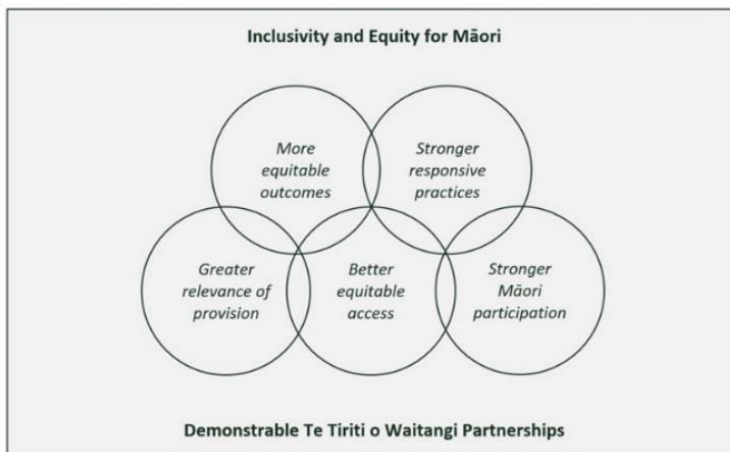 Inclusivity and Equity for Māori
More
equitable
outcomes
Stronger
responsive
practices
Greater
relevance of
provision
Better
equitable
access
Stronger
Māori
participation
Demonstrable Te Tiriti o Waitangi Partnerships